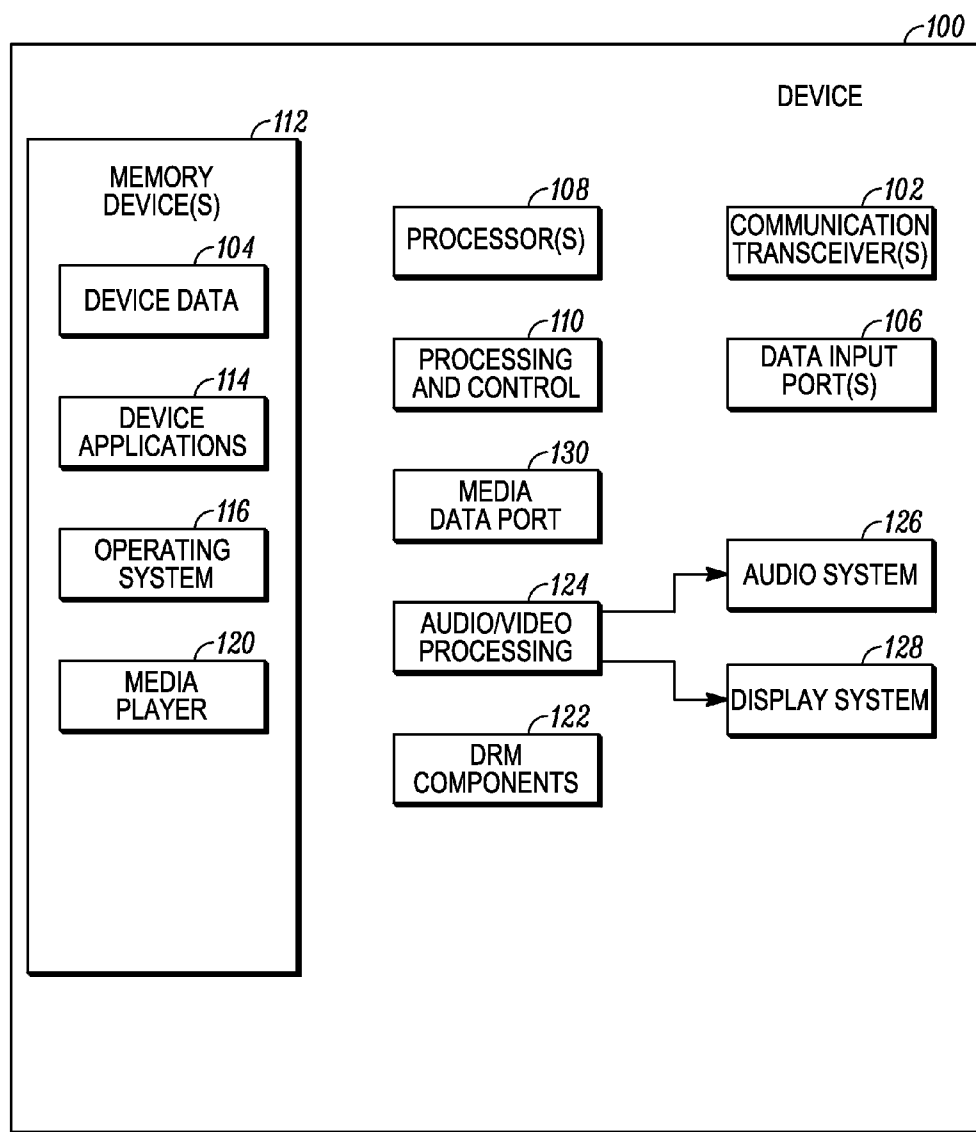 100
DEVICE
112
MEMORY
DEVICE(S)
104
DEVICE DATA
114
DEVICE
APPLICATIONS
116
OPERATING
SYSTEM
120
MEDIA
PLAYER
108
PROCESSOR(S)
110
PROCESSING
AND CONTROL
130
MEDIA
DATA PORT
124
AUDIO/VIDEO
PROCESSING
122
DRM
COMPONENTS
102
COMMUNICATION
TRANSCEIVER(S)
106
DATA INPUT
PORT(S)
126
AUDIO SYSTEM
128
DISPLAY SYSTEM